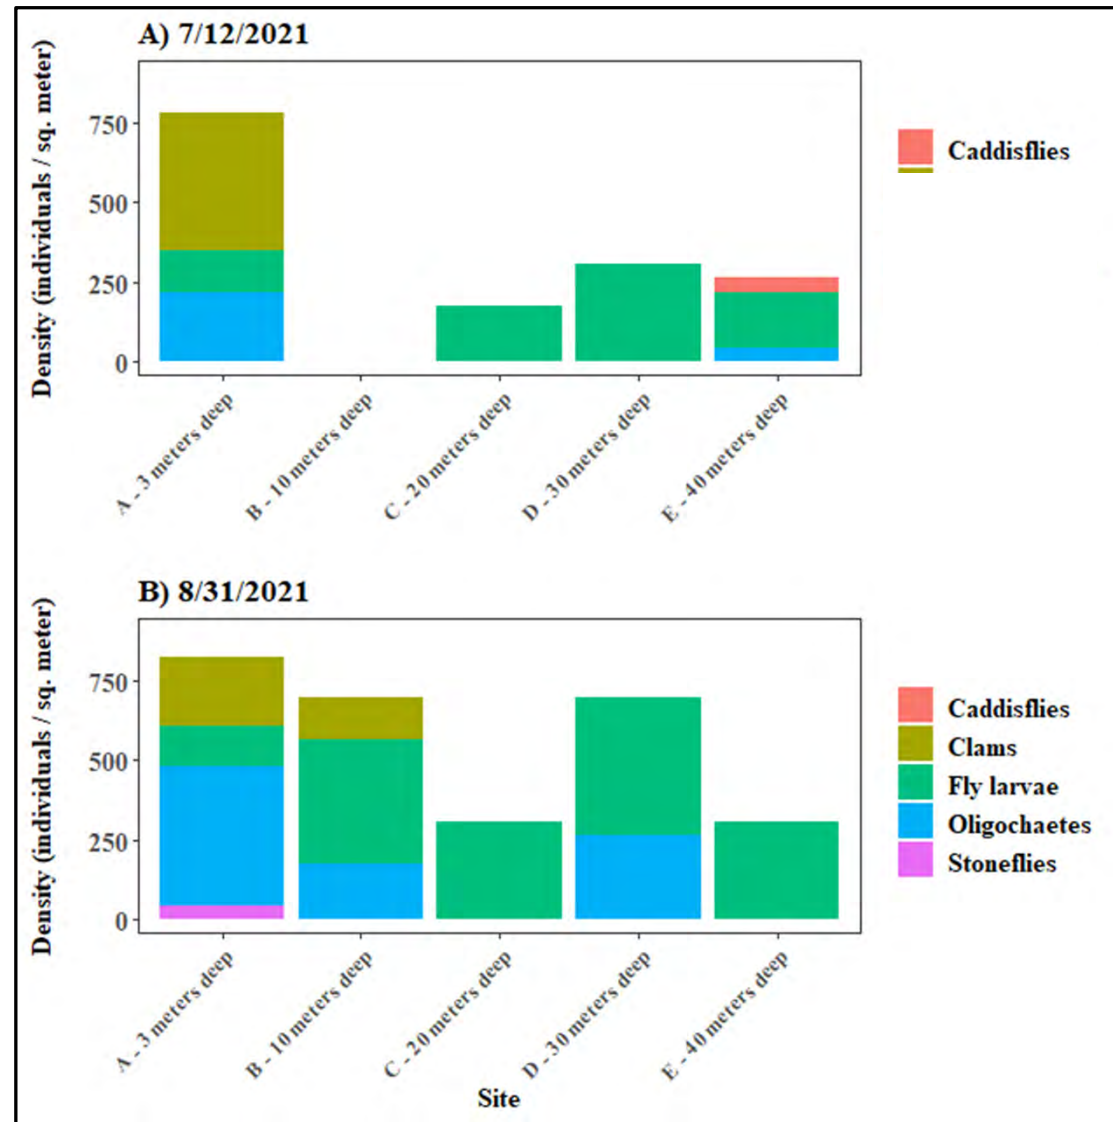 A) 7/12/2021
Density (individuals / sq. meter)
750
500
250
0
A - 3 meters deep
B - 10 meters deep
C - 20 meters deep
D - 30 meters deep
E - 40 meters deep
Caddisflies
B) 8/31/2021
Density (individuals / sq. meter)
750
500
250
0
A - 3 meters deep
B - 10 meters deep
C - 20 meters deep
D - 30 meters deep
E - 40 meters deep
Site
Caddisflies
Clams
Fly larvae
Oligochaetes
Stoneflies